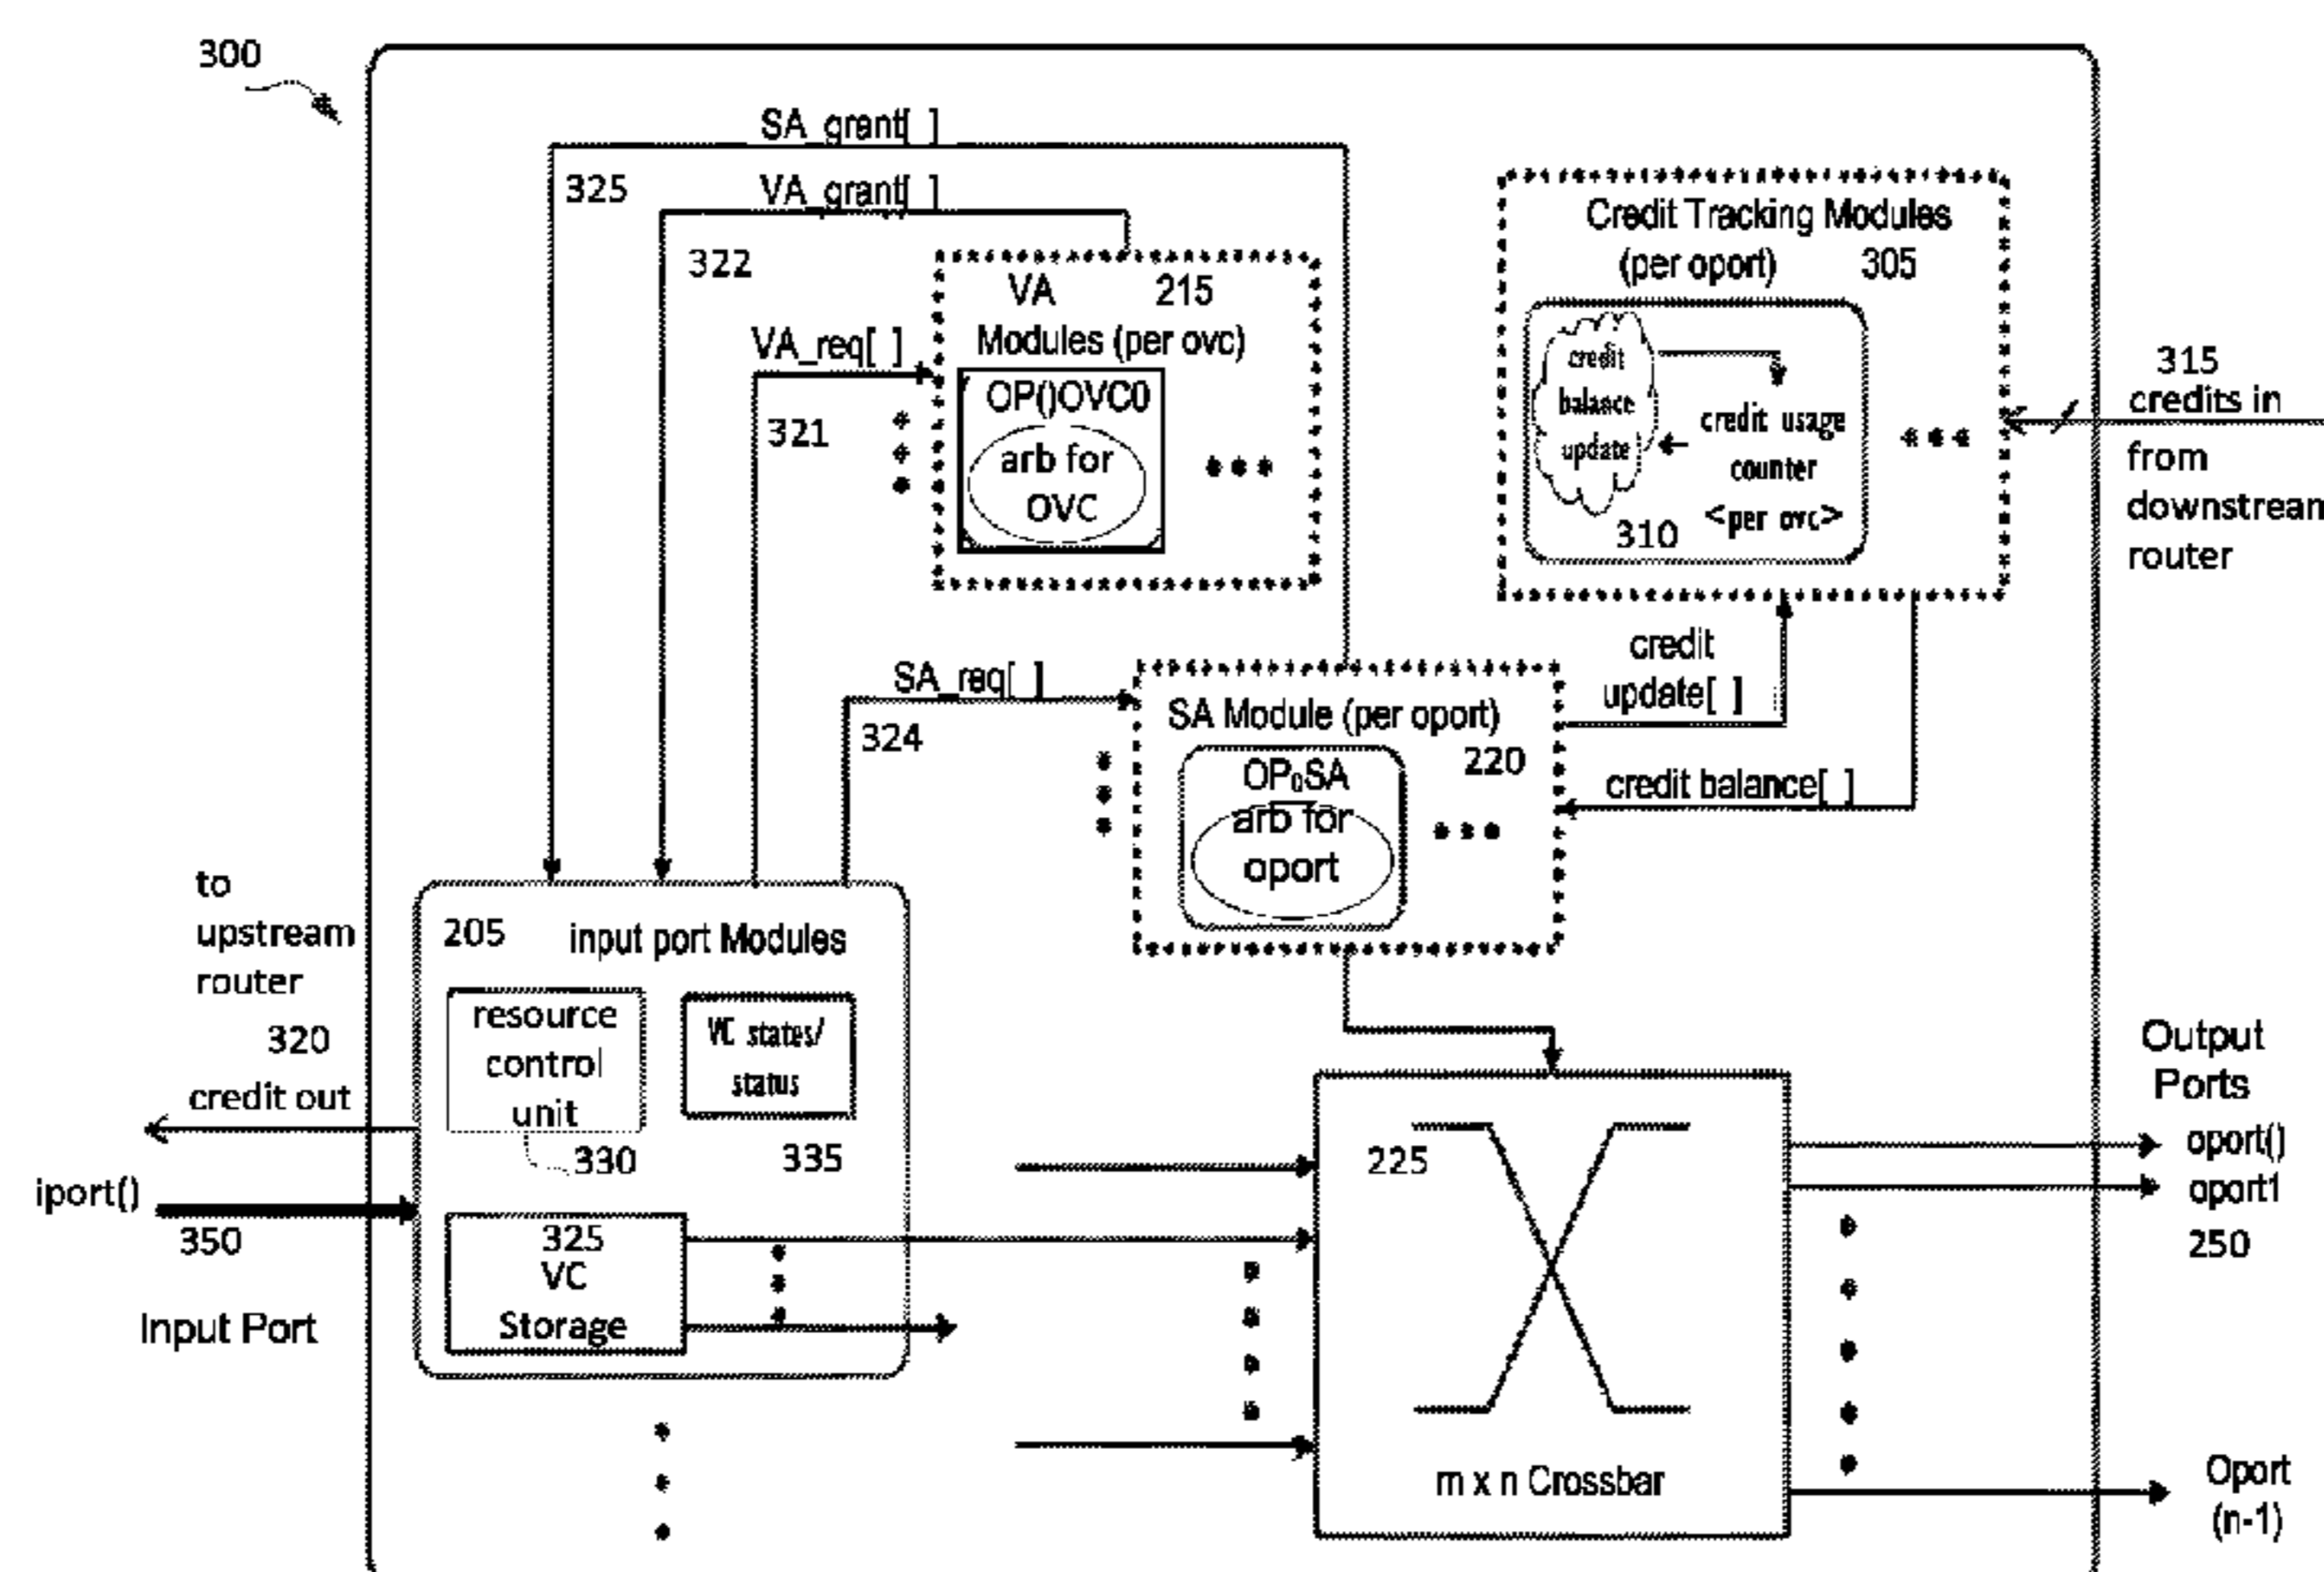 300
SA_grant[ ]
325
VA_grant[ ]
322
VA_req[ ]
321
VA 215
Modules (per ovc)
OP()OVC0
arb for
OVC
Credit Tracking Modules
(per oport) 305
credit
balance
update
credit usage
counter
<per ovc>
310
315
credits in
from
downstream
router
SA_req[ ]
324
SA Module (per oport)
220
OP0SA
arb for
oport
credit
update[ ]
credit balance[ ]
to
upstream
router
320
credit out
iport()
350
Input Port
205 input port Modules
resource
control
unit
330
VC states/
status
335
325
VC
Storage
225
m x n Crossbar
Output
Ports
oport()
oport1
250
Oport
(n-1)